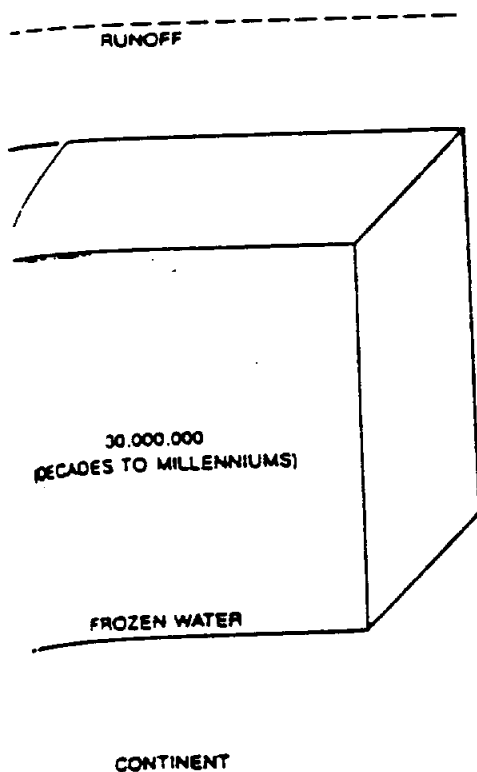 RUNOFF
30.000.000
(DECADES TO MILLENNIUMS)
FROZEN WATER
CONTINENT